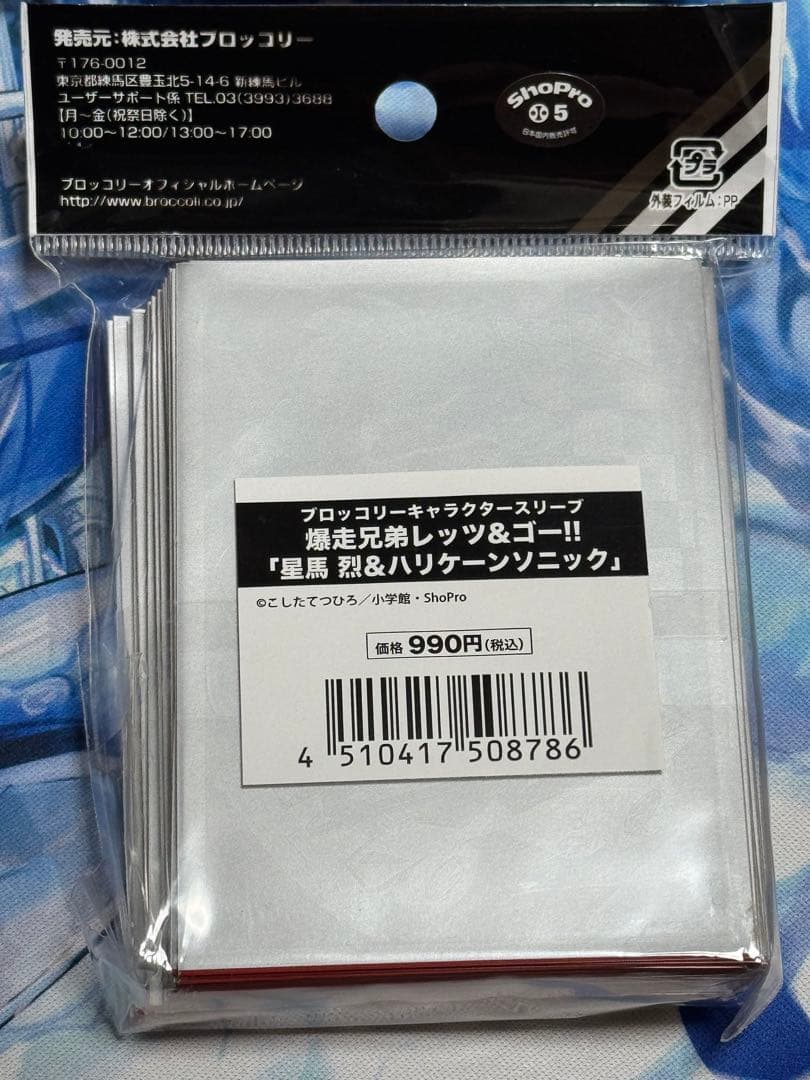 発売元:株式会社ブロッコリー
〒176-0012
東京都練馬区豊玉北5-14-6 新練馬ビル
ユーザーサポート係 TEL.03(3993)3688
【月～金(祝祭日除く)】
10:00～12:00/13:00～17:00
ブロッコリーオフィシャルホームページ
http://www.broccoli.co.jp/
ShoPro
5
日本国内販売許可
プラ
外装フィルム:PP
ブロッコリーキャラクタースリーブ
爆走兄弟レッツ&ゴー!!
「星馬 烈&ハリケーンソニック」
©こしたてつひろ／小学館・ShoPro
価格 990円(税込)
4 510417 508786